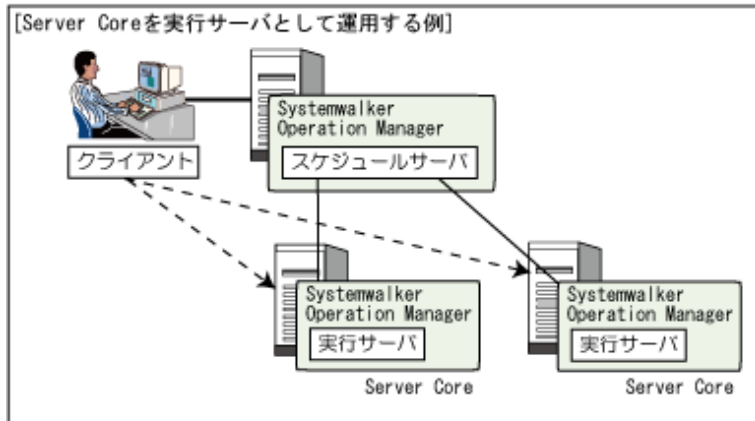 [Server Coreを実行サーバとして運用する例]
Systemwalker
Operation Manager
クライアント
スケジュールサーバ
Systemwalker
Operation Manager
実行サーバ
Server Core
Systemwalker
Operation Manager
実行サーバ
Server Core